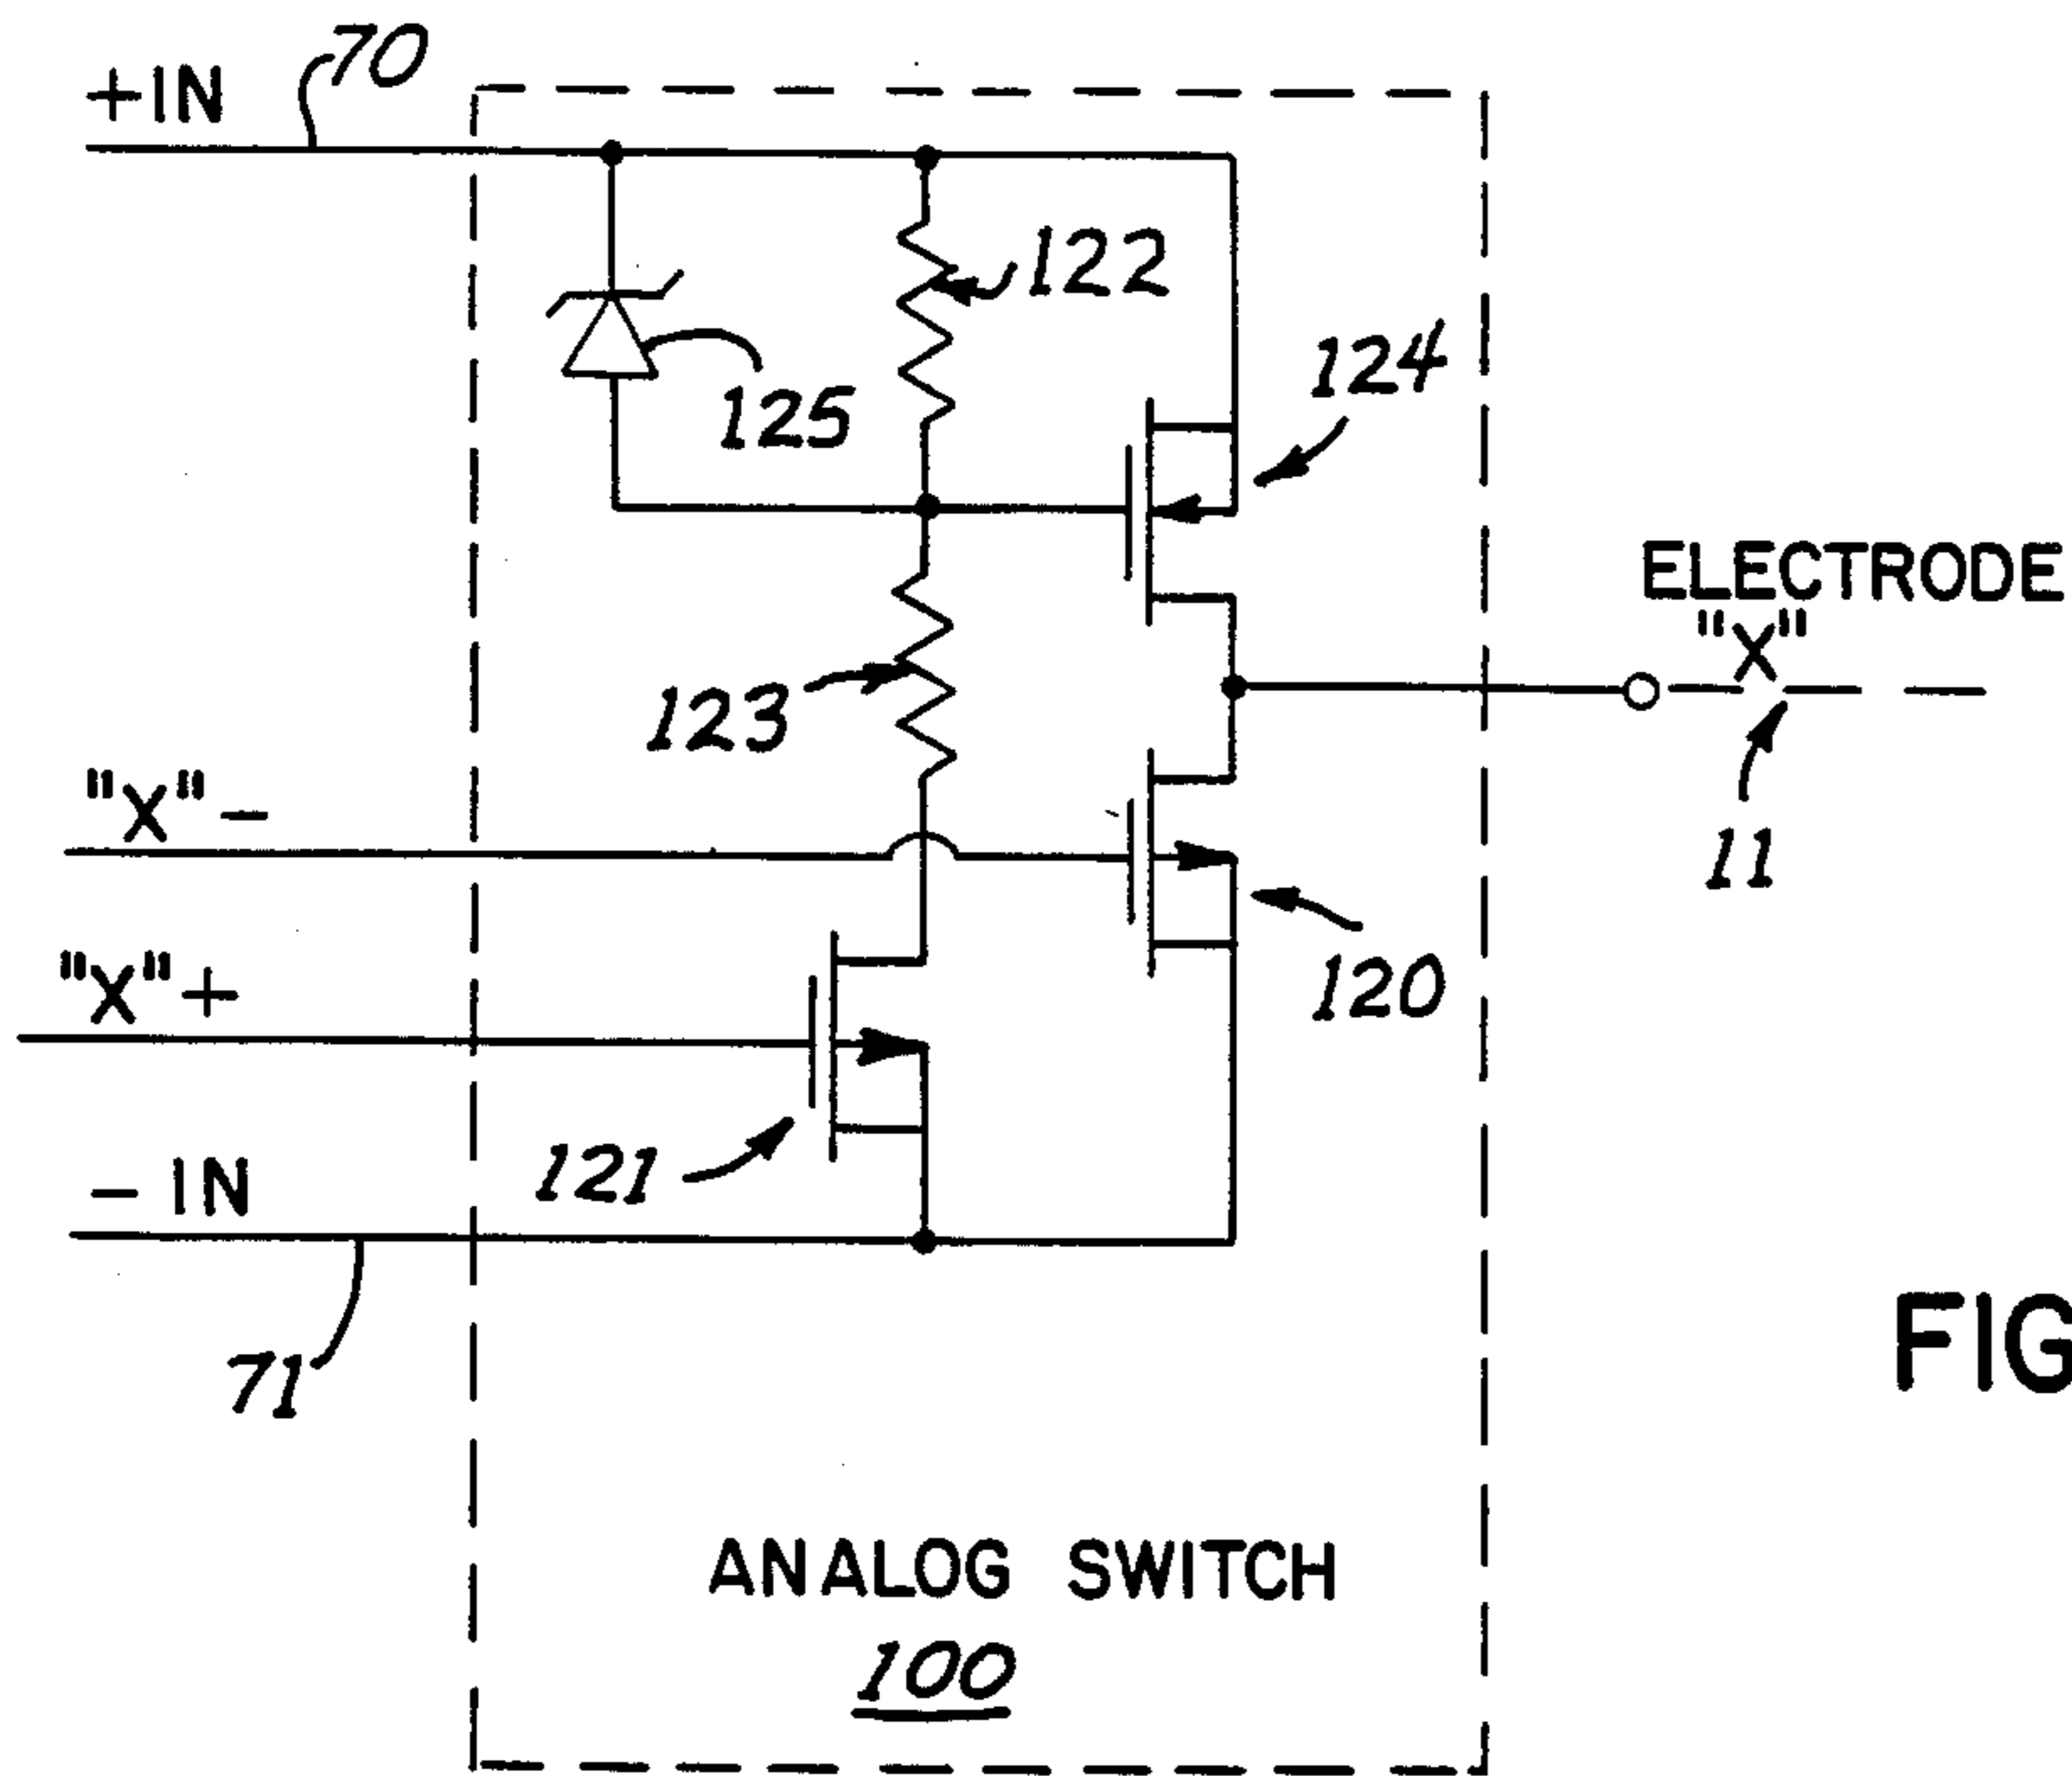 70
+IN
122
124
125
ELECTRODE
"X"
123
"X"-
11
"X"+
120
121
- IN
71
FIG
ANALOG SWITCH
100